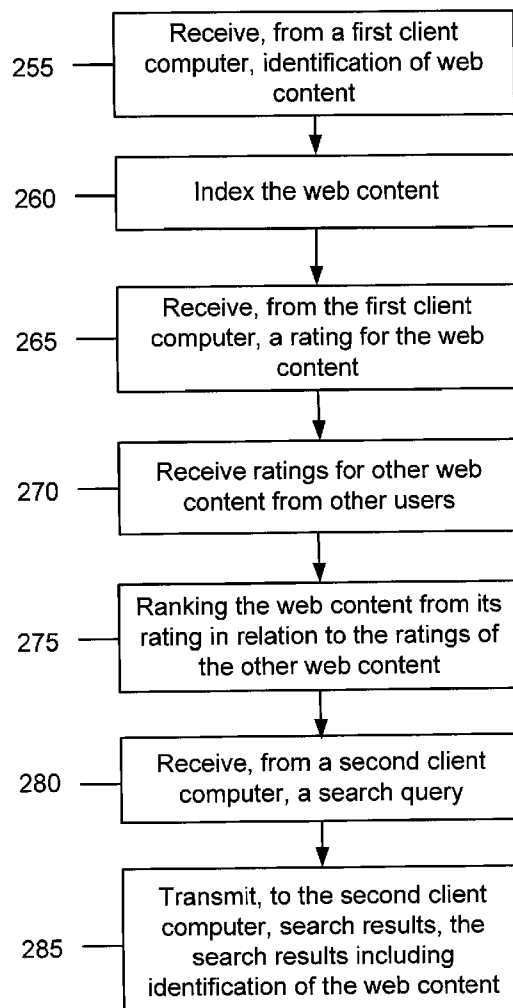 255
Receive, from a first client
computer, identification of web
content
260
Index the web content
265
Receive, from the first client
computer, a rating for the web
content
270
Receive ratings for other web
content from other users
275
Ranking the web content from its
rating in relation to the ratings of
the other web content
280
Receive, from a second client
computer, a search query
285
Transmit, to the second client
computer, search results, the
search results including
identification of the web content